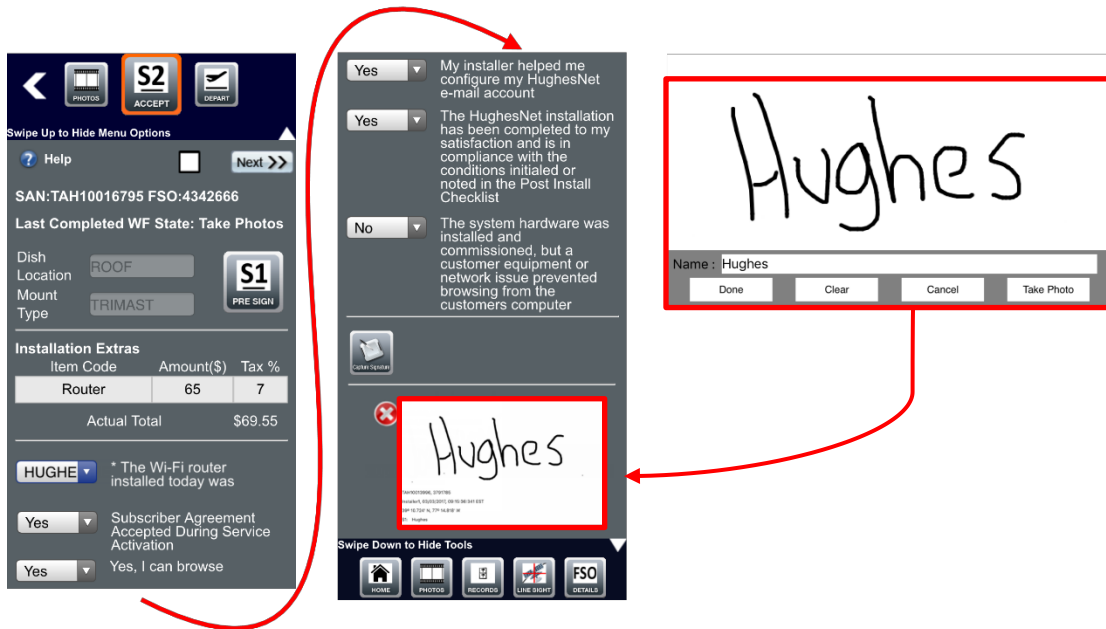 PHOTOS
S2
ACCEPT
DEPART
Swipe Up to Hide Menu Options
? Help
Next >>
SAN:TAH10016795 FSO:4342666
Last Completed WF State: Take Photos
Dish
Location
ROOF
Mount
Type
TRIMAST
S1
PRE SIGN
Installation Extras
Item Code Amount($) Tax %
Router 65 7
Actual Total $69.55
HUGHE
* The Wi-Fi router
installed today was
Yes
Subscriber Agreement
Accepted During Service
Activation
Yes
Yes, I can browse
Yes
My installer helped me
configure my HughesNet
e-mail account
Yes
The HughesNet installation
has been completed to my
satisfaction and is in
compliance with the
conditions initialed or
noted in the Post Install
Checklist
No
The system hardware was
installed and
commissioned, but a
customer equipment or
network issue prevented
browsing from the
customers computer
Capture Signature
Hughes
Hughes
Swipe Down to Hide Tools
HOME
PHOTOS
RECORDS
LINE SIGHT
FSO
DETAILS
Hughes
Name : Hughes
Done Clear Cancel Take Photo